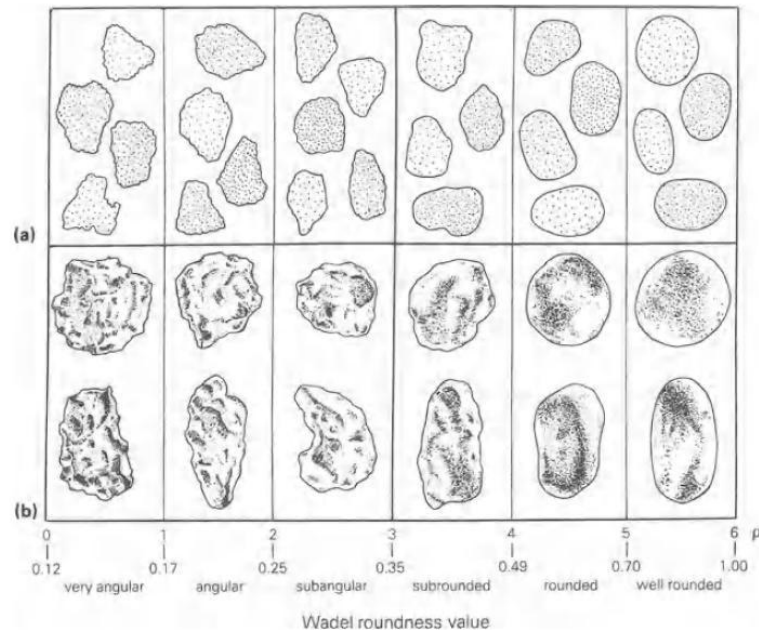 (a)
(b)
0 1 2 3 4 5 6 ρ
0.12 0.17 0.25 0.35 0.49 0.70 1.00
very angular angular subangular subrounded rounded well rounded
Wadel roundness value